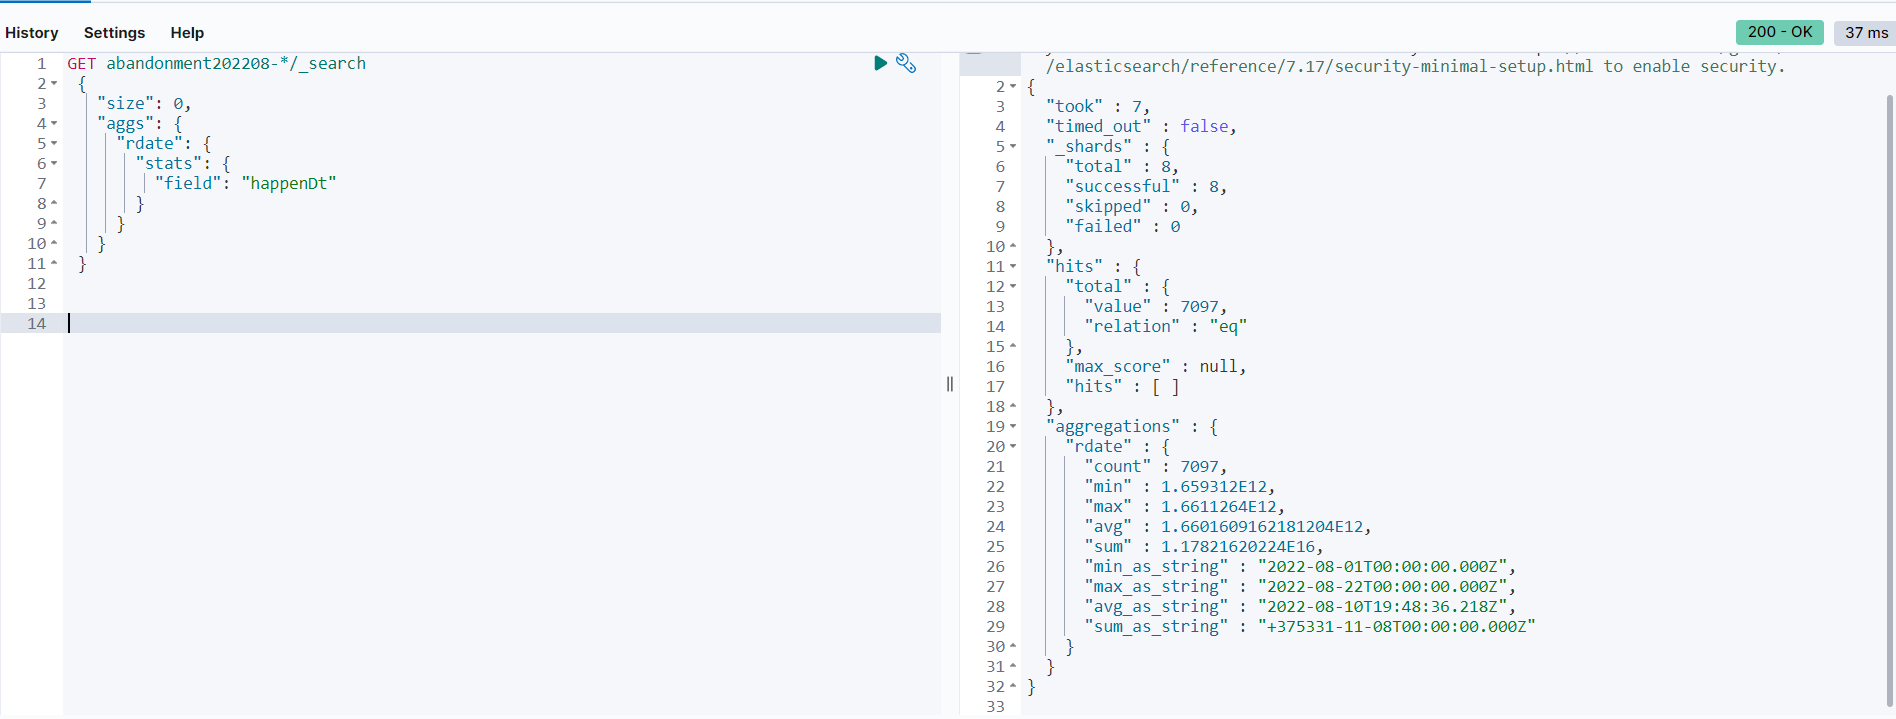 History Settings Help
200 - OK 37 ms
1 GET abandonment202208-*/_search
2 {
3 "size": 0,
4 "aggs": {
5 "rdate": {
6 "stats": {
7 "field": "happenDt"
8 }
9 }
10 }
11 }
12
13
14
/elasticsearch/reference/7.17/security-minimal-setup.html to enable security.
2 {
3 "took" : 7,
4 "timed_out" : false,
5 "_shards" : {
6 "total" : 8,
7 "successful" : 8,
8 "skipped" : 0,
9 "failed" : 0
10 },
11 "hits" : {
12 "total" : {
13 "value" : 7097,
14 "relation" : "eq"
15 },
16 "max_score" : null,
17 "hits" : [ ]
18 },
19 "aggregations" : {
20 "rdate" : {
21 "count" : 7097,
22 "min" : 1.659312E12,
23 "max" : 1.6611264E12,
24 "avg" : 1.6601609162181204E12,
25 "sum" : 1.17821620224E16,
26 "min_as_string" : "2022-08-01T00:00:00.000Z",
27 "max_as_string" : "2022-08-22T00:00:00.000Z",
28 "avg_as_string" : "2022-08-10T19:48:36.218Z",
29 "sum_as_string" : "+375331-11-08T00:00:00.000Z"
30 }
31 }
32 }
33